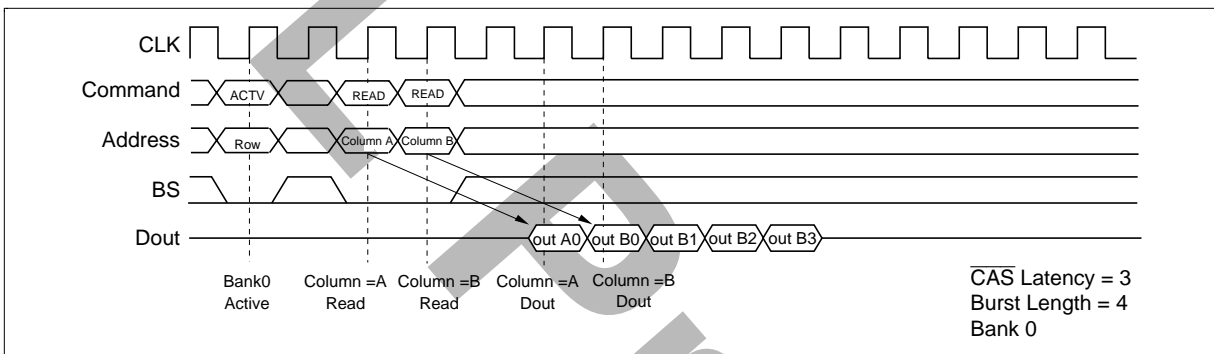 CLK
Command
ACTV
READ
READ
Address
Row
Column A
Column B
BS
Dout
out A0
out B0
out B1
out B2
out B3
Bank0
Active
Column =A
Read
Column =B
Read
Column =A
Dout
Column =B
Dout
CAS Latency = 3
Burst Length = 4
Bank 0